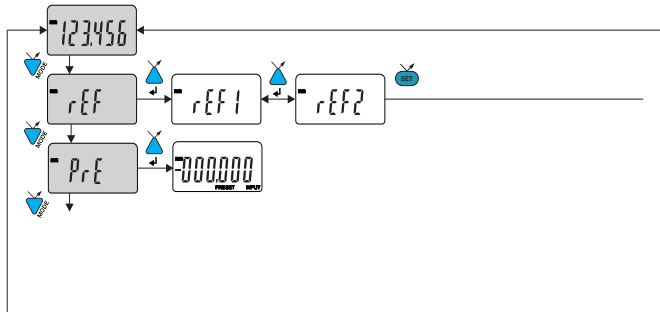 123.456
MODE
rEF
rEF1
rEF2
SET
MODE
PrE
-000.000
PRESET INPUT
MODE